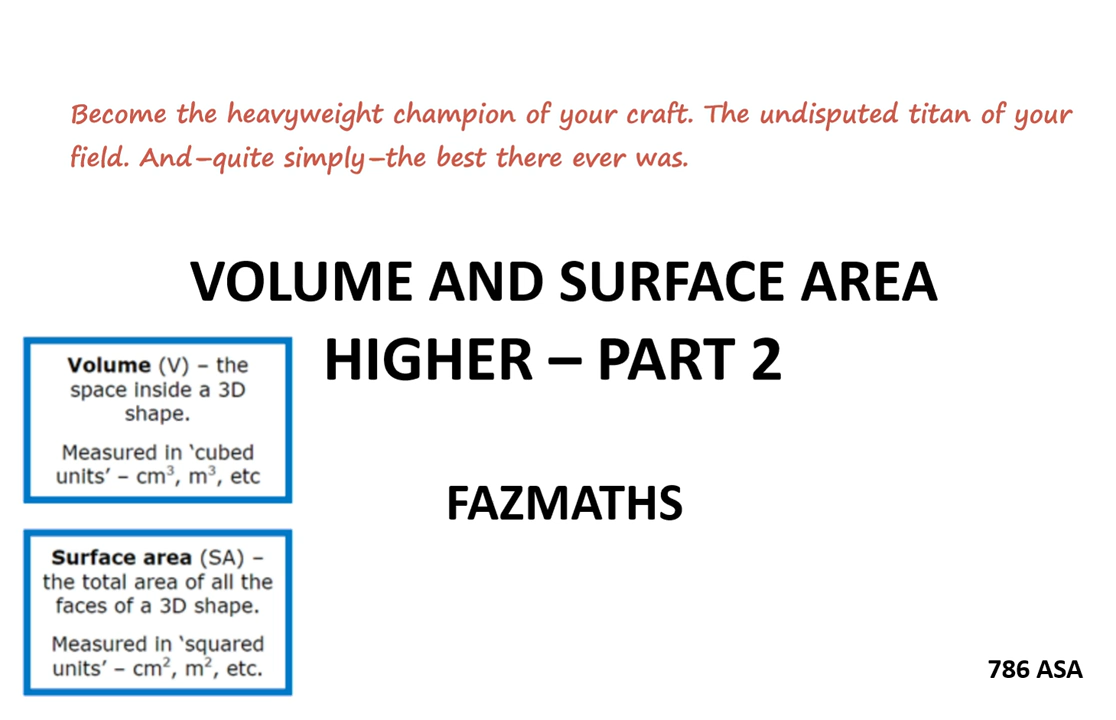 Become the heavyweight champion of your craft. The undisputed titan of your
field. And–quite simply–the best there ever was.
VOLUME AND SURFACE AREA
HIGHER – PART 2
Volume (V) – the
space inside a 3D
shape.
Measured in ‘cubed
units’ – cm³, m³, etc
FAZMATHS
Surface area (SA) –
the total area of all the
faces of a 3D shape.
Measured in ‘squared
units’ – cm², m², etc.
786 ASA